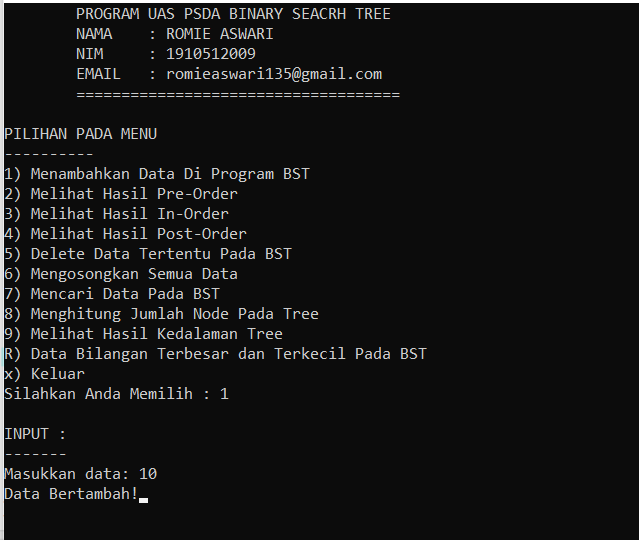 PROGRAM UAS PSDA BINARY SEACRH TREE
NAMA : ROMIE ASWARI
NIM : 1910512009
EMAIL : romieaswari135@gmail.com
====================================
PILIHAN PADA MENU
----------
1) Menambahkan Data Di Program BST
2) Melihat Hasil Pre-Order
3) Melihat Hasil In-Order
4) Melihat Hasil Post-Order
5) Delete Data Tertentu Pada BST
6) Mengosongkan Semua Data
7) Mencari Data Pada BST
8) Menghitung Jumlah Node Pada Tree
9) Melihat Hasil Kedalaman Tree
R) Data Bilangan Terbesar dan Terkecil Pada BST
x) Keluar
Silahkan Anda Memilih : 1
INPUT :
-------
Masukkan data: 10
Data Bertambah!